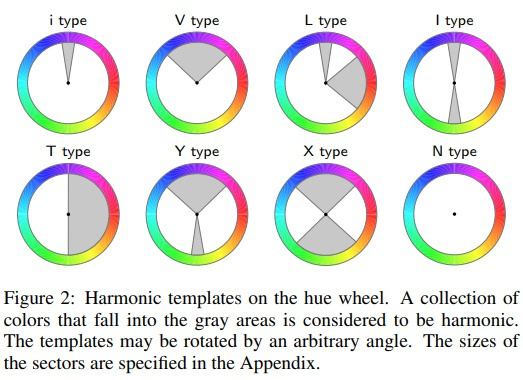 i type V type L type I type
T type Y type X type N type
Figure 2: Harmonic templates on the hue wheel. A collection of
colors that fall into the gray areas is considered to be harmonic.
The templates may be rotated by an arbitrary angle. The sizes of
the sectors are specified in the Appendix.